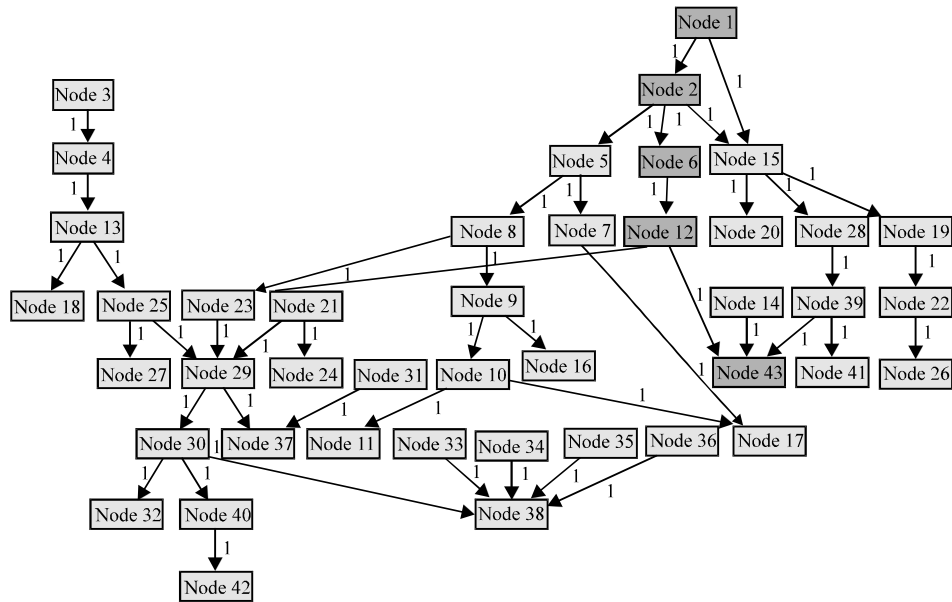 Node 1
1
1
Node 3
Node 2
1
1
1
1
Node 4
Node 5
Node 6
Node 15
1
1
1
1
1
1
1
Node 13
Node 8
Node 7
Node 12
Node 20
Node 28
Node 19
1
1
1
1
1
1
Node 18
Node 25
Node 23
Node 21
Node 9
1
Node 14
Node 39
Node 22
1
1
1
1
1
1
1
1
1
1
1
Node 27
Node 29
Node 24
Node 31
Node 10
Node 16
1
Node 43
Node 41
Node 26
1
1
1
1
1
Node 30
Node 37
Node 11
Node 33
Node 34
Node 35
Node 36
Node 17
1
1
1
1
1
1
1
Node 32
Node 40
Node 38
1
Node 42